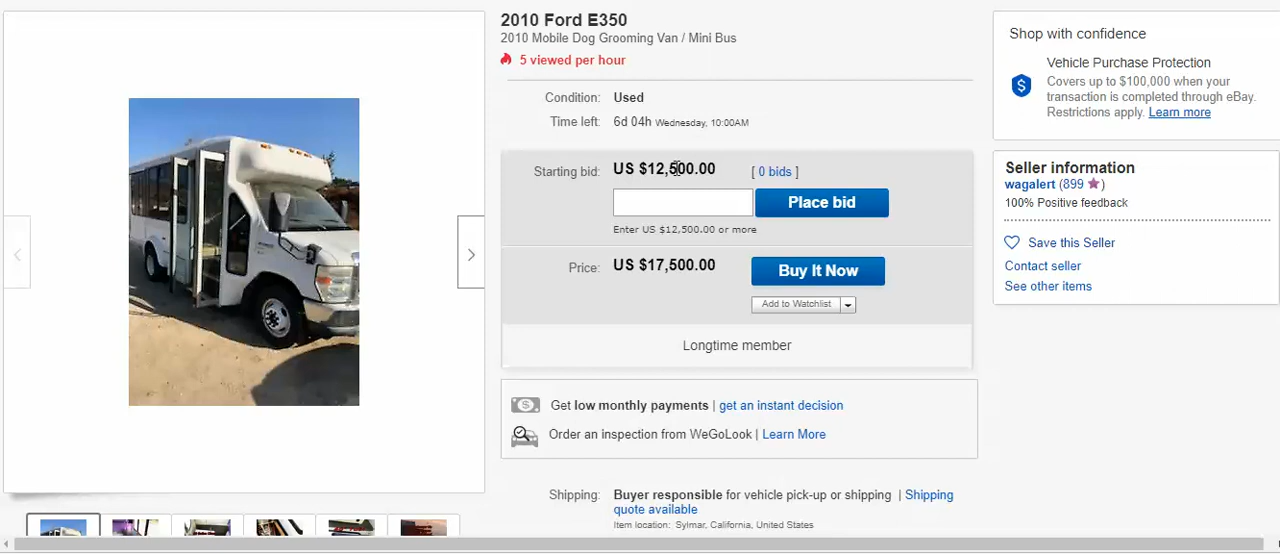 2010 Ford E350
2010 Mobile Dog Grooming Van / Mini Bus
5 viewed per hour
Condition: Used
Time left: 6d 04h Wednesday, 10:00AM
Starting bid: US $12,500.00 [ 0 bids ]
Place bid
Enter US $12,500.00 or more
Price: US $17,500.00
Buy It Now
Add to Watchlist
Longtime member
Get low monthly payments | get an instant decision
Order an inspection from WeGoLook | Learn More
Shipping: Buyer responsible for vehicle pick-up or shipping | Shipping
quote available
Item location: Sylmar, California, United States
Shop with confidence
Vehicle Purchase Protection
Covers up to $100,000 when your
transaction is completed through eBay.
Restrictions apply. Learn more
Seller information
wagalert (899)
100% Positive feedback
Save this Seller
Contact seller
See other items